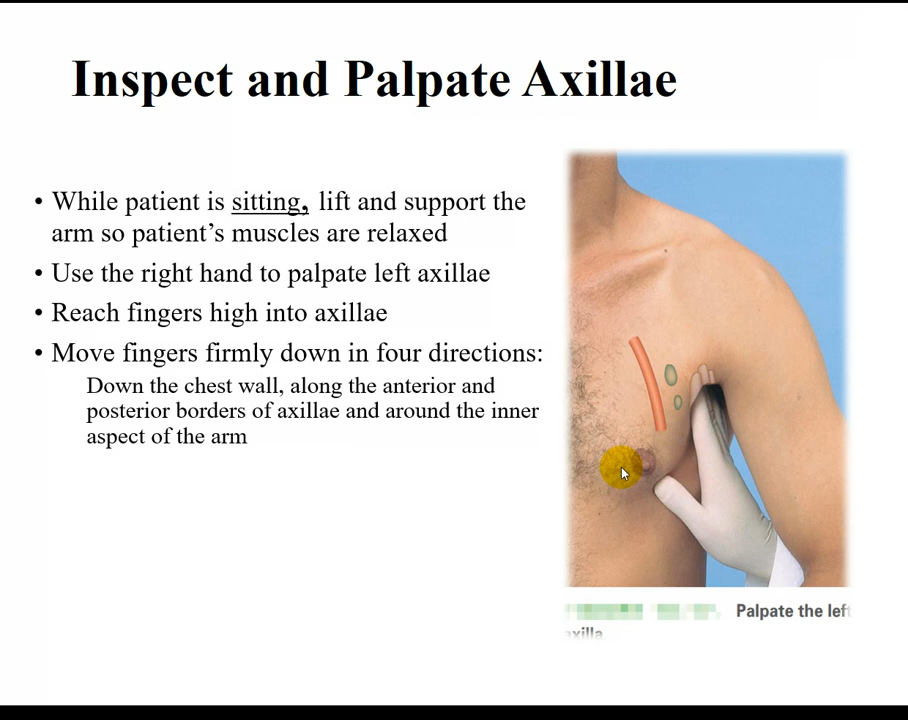 Inspect and Palpate Axillae
• While patient is sitting, lift and support the
arm so patient’s muscles are relaxed
• Use the right hand to palpate left axillae
• Reach fingers high into axillae
• Move fingers firmly down in four directions:
Down the chest wall, along the anterior and
posterior borders of axillae and around the inner
aspect of the arm
Palpate the left
axilla